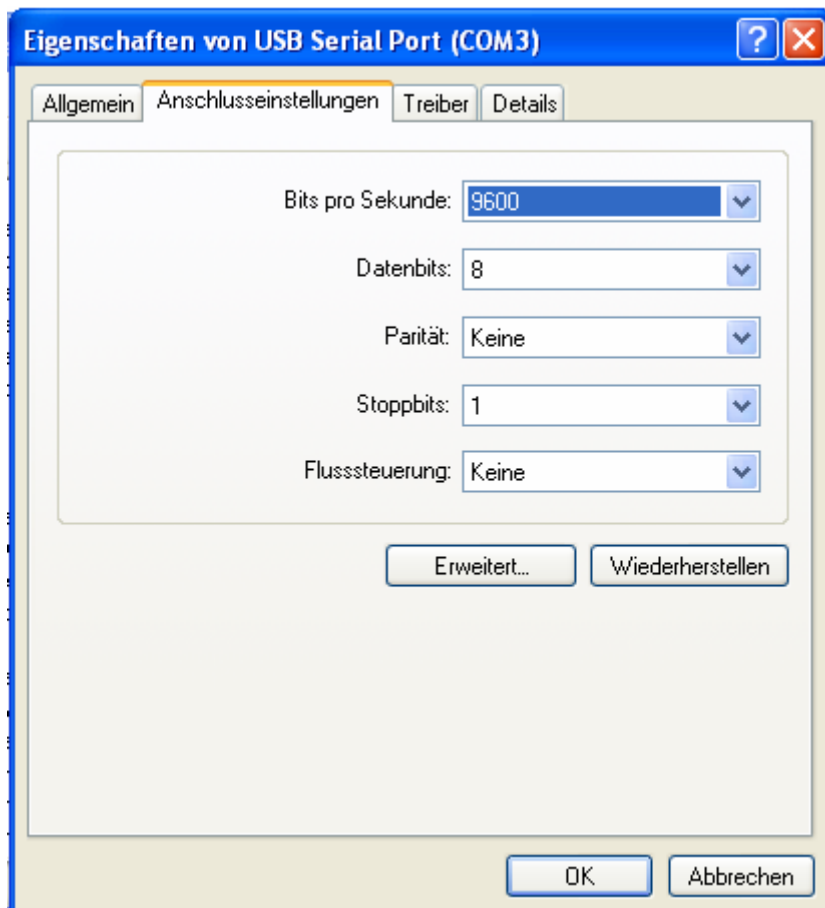 Eigenschaften von USB Serial Port (COM3)
Allgemein Anschlusseinstellungen Treiber Details
Bits pro Sekunde: 9600
Datenbits: 8
Parität: Keine
Stoppbits: 1
Flusssteuerung: Keine
Erweitert... Wiederherstellen
OK Abbrechen